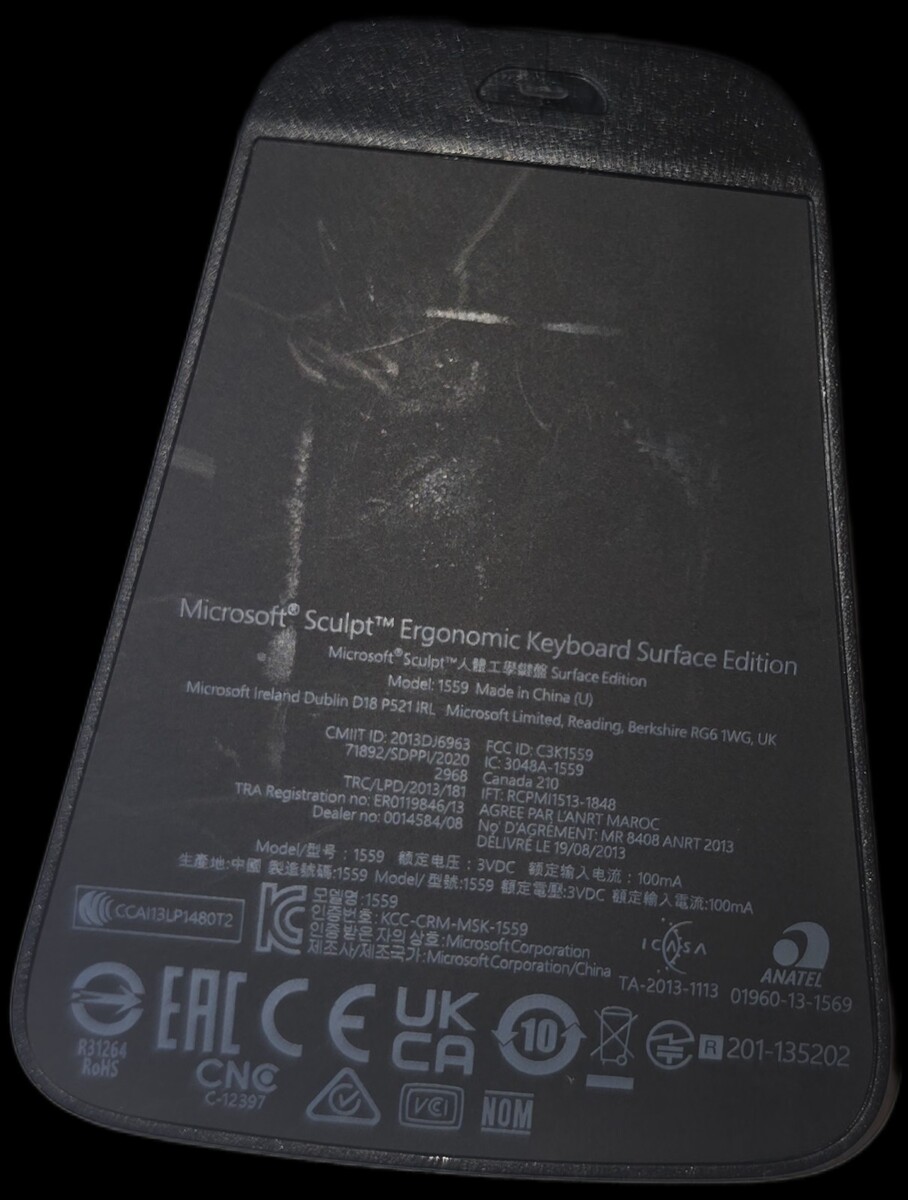 Microsoft® Sculpt™ Ergonomic Keyboard Surface Edition
Microsoft®Sculpt™人體工學鍵盤 Surface Edition
Model: 1559 Made in China (U)
Microsoft Ireland Dublin D18 P521 IRL Microsoft Limited, Reading, Berkshire RG6 1WG, UK
CMIIT ID: 2013DJ6963
71892/SDPPI/2020
2968
TRC/LPD/2013/181
TRA Registration no: ER0119846/13
Dealer no: 0014584/08
FCC ID: C3K1559
IC: 3048A-1559
Canada 210
IFT: RCPMI1513-1848
AGREE PAR L'ANRT MAROC
No D'AGRÉMENT: MR 8408 ANRT 2013
DÉLIVRÉ LE 19/08/2013
Model/型号：1559 額定电压：3VDC 額定输入电流：100mA
生產地:中國 製造號碼:1559 Model/ 型號:1559 額定電壓:3VDC 額定輸入電流:100mA
CCAI13LP1480T2
모델명:1559
인증번호: KCC-CRM-MSK-1559
인증받은자의 상호:Microsoft Corporation
제조사/제조국가:Microsoft Corporation/China
ICASA
TA-2013-1113
ANATEL
01960-13-1569
R31264
RoHS
EAC
CE
UK
CA
10
R 201-135202
CNC
C-12397
VCI
NOM